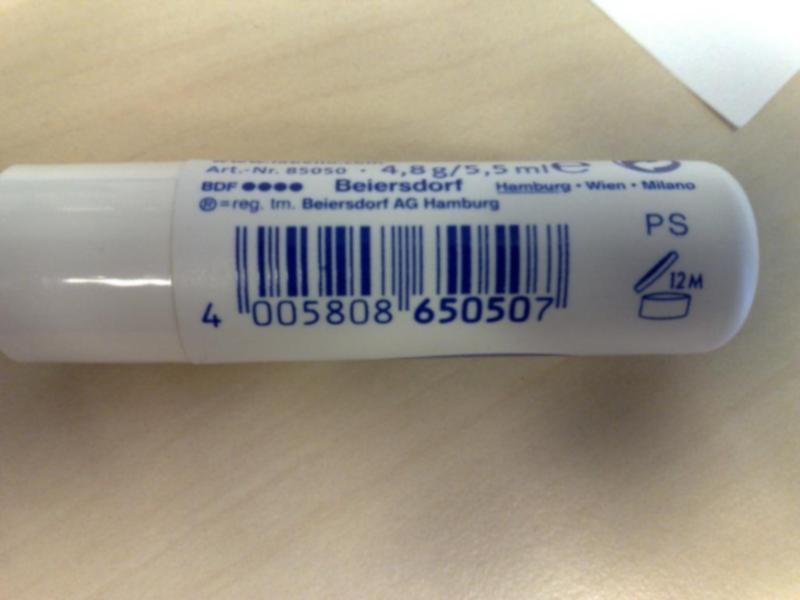 Art.-Nr. 85050 · 4,8 g/5,5 ml ℮
BDF ●●●● Beiersdorf Hamburg · Wien · Milano
®=reg. tm. Beiersdorf AG Hamburg
PS
12M
4 005808 650507